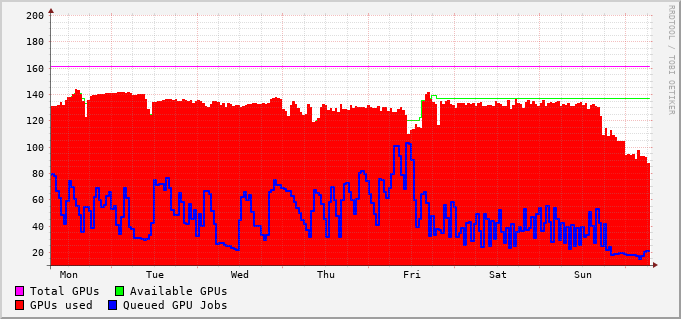 200
180
160
140
120
100
80
60
40
20
Mon Tue Wed Thu Fri Sat Sun
Total GPUs Available GPUs
GPUs used Queued GPU Jobs
RRDTOOL / TOBI OETIKER